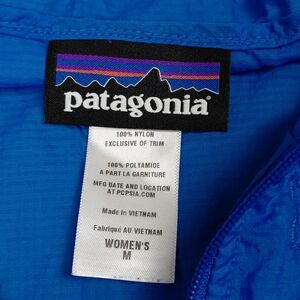 patagonia®
100% NYLON
EXCLUSIVE OF TRIM
100% POLYAMIDE
A PART LA GARNITURE
MFG DATE AND LOCATION
AT PCPSIA.COM
Made in VIETNAM
Fabriqué AU VIETNAM
WOMEN'S
M